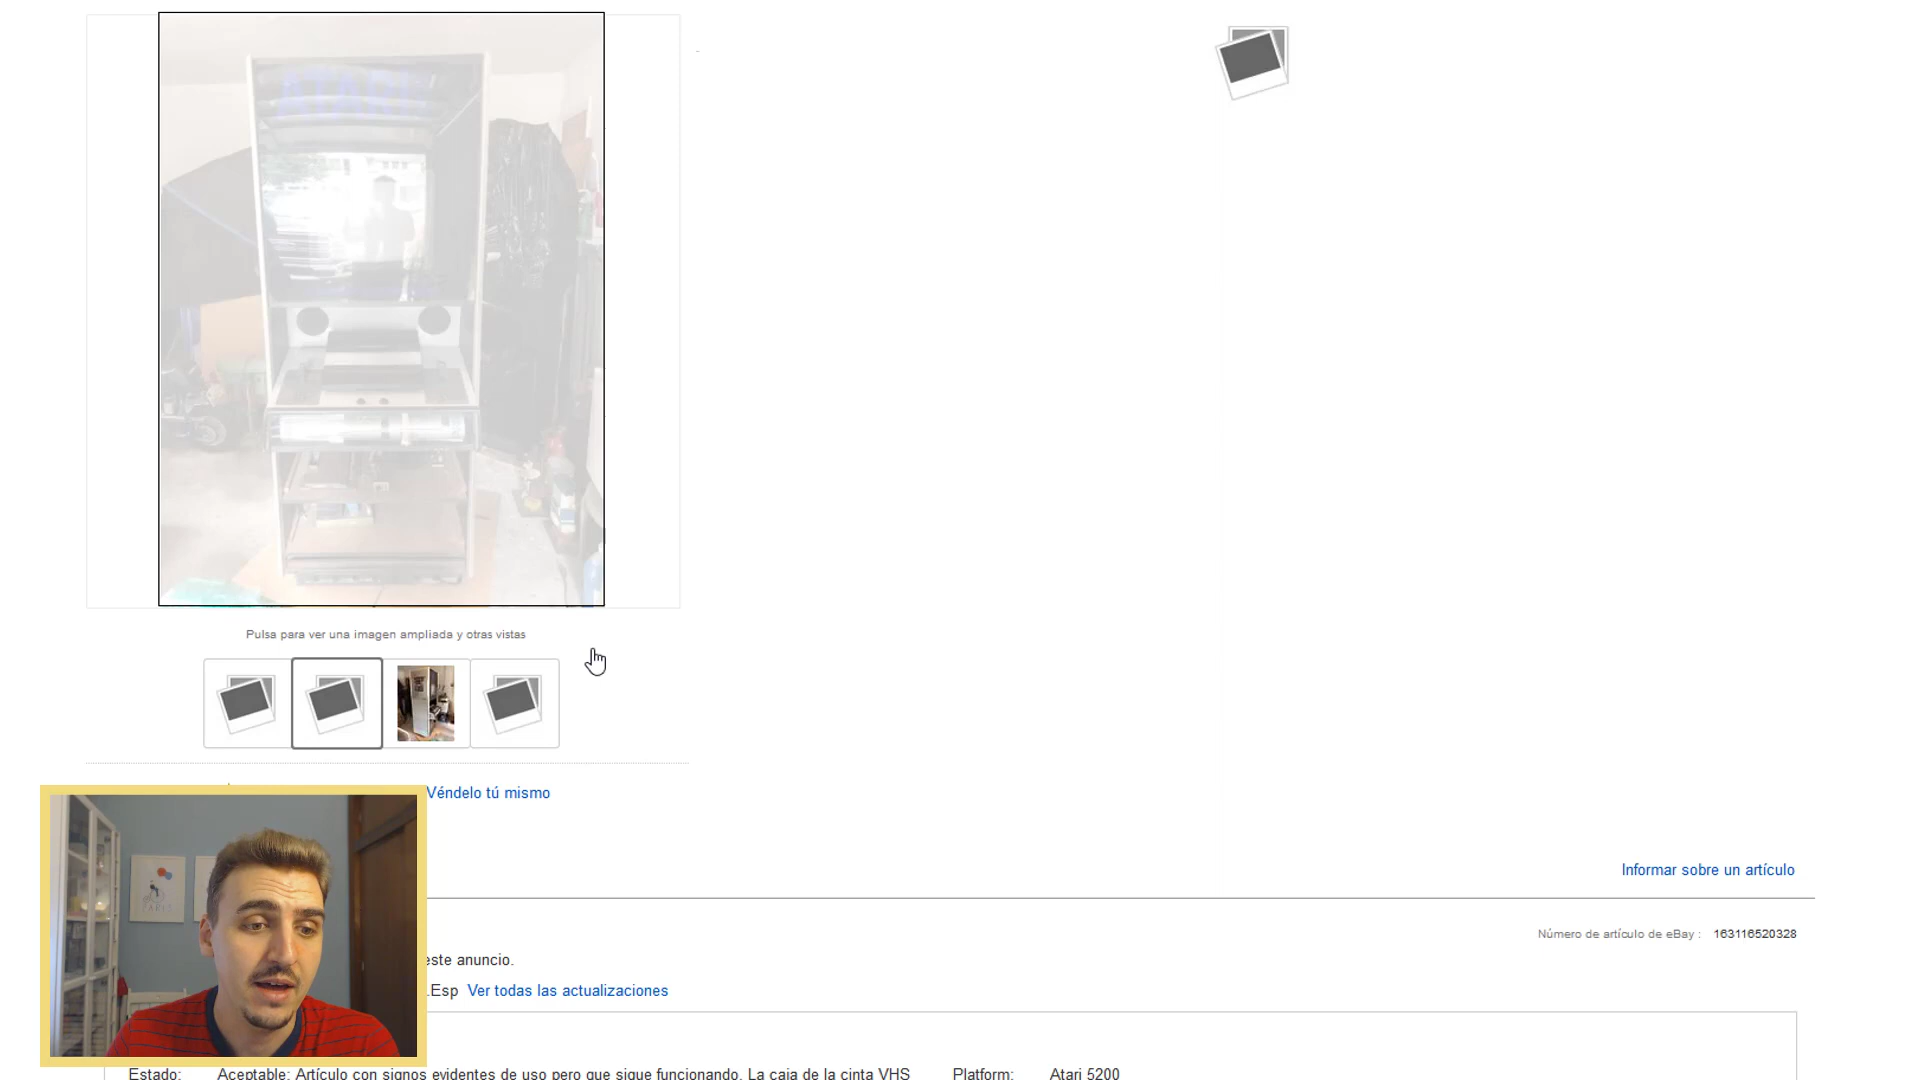 ATARI
Pulsa para ver una imagen ampliada y otras vistas
Véndelo tú mismo
Informar sobre un artículo
Número de artículo de eBay : 163116520328
este anuncio.
.Esp Ver todas las actualizaciones
PARIS
Estado: Aceptable: Artículo con signos evidentes de uso pero que sigue funcionando. La caja de la cinta VHS Platform: Atari 5200